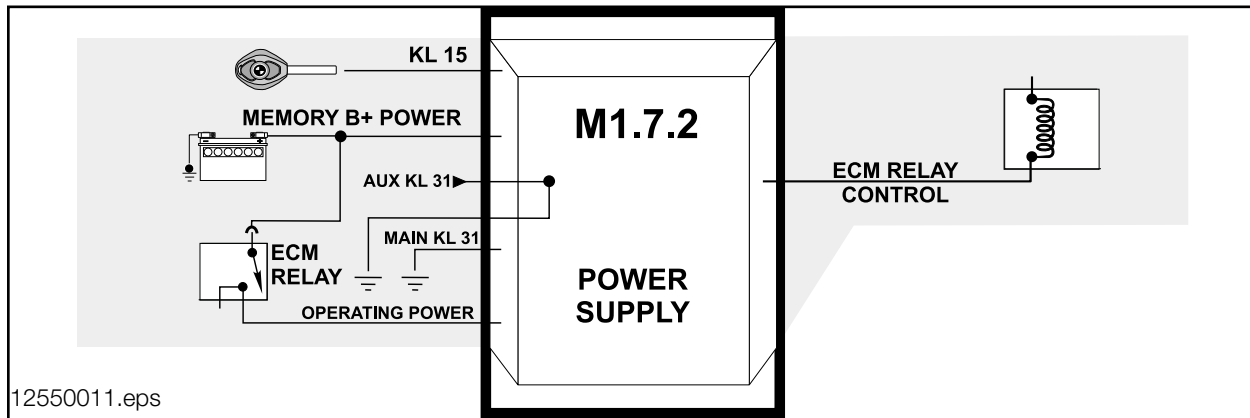 KL 15
MEMORY B+ POWER
M1.7.2
AUX KL 31
ECM RELAY
CONTROL
MAIN KL 31
ECM
RELAY
POWER
SUPPLY
OPERATING POWER
12550011.eps